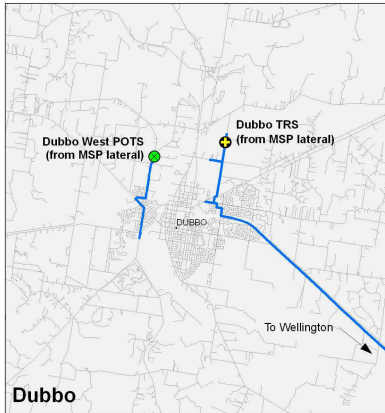 Dubbo TRS
(from MSP lateral)
Dubbo West POTS
(from MSP lateral)
DUBBO
To Wellington
Dubbo